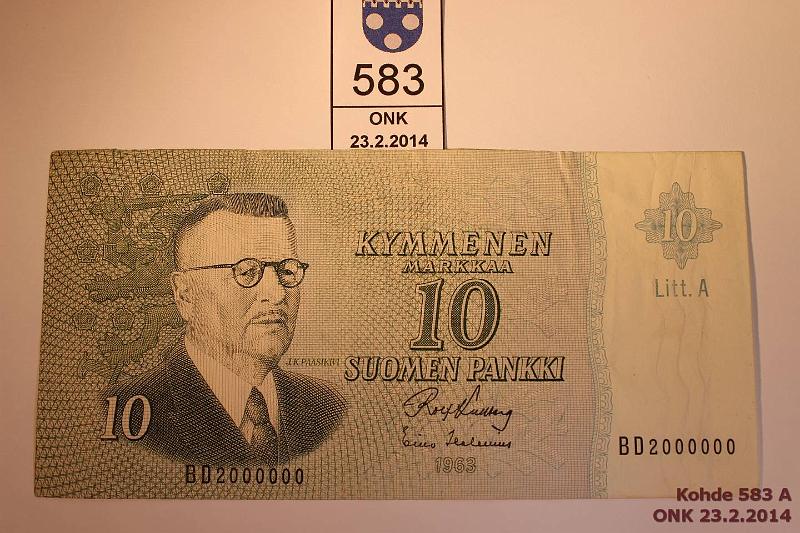 583
ONK
23.2.2014
KYMMENEN
MARKKAA
10
SUOMEN PANKKI
J.K.PAASIKIVI
1963
10
BD2000000
10
Litt. A
BD2000000
Kohde 583 A
ONK 23.2.2014